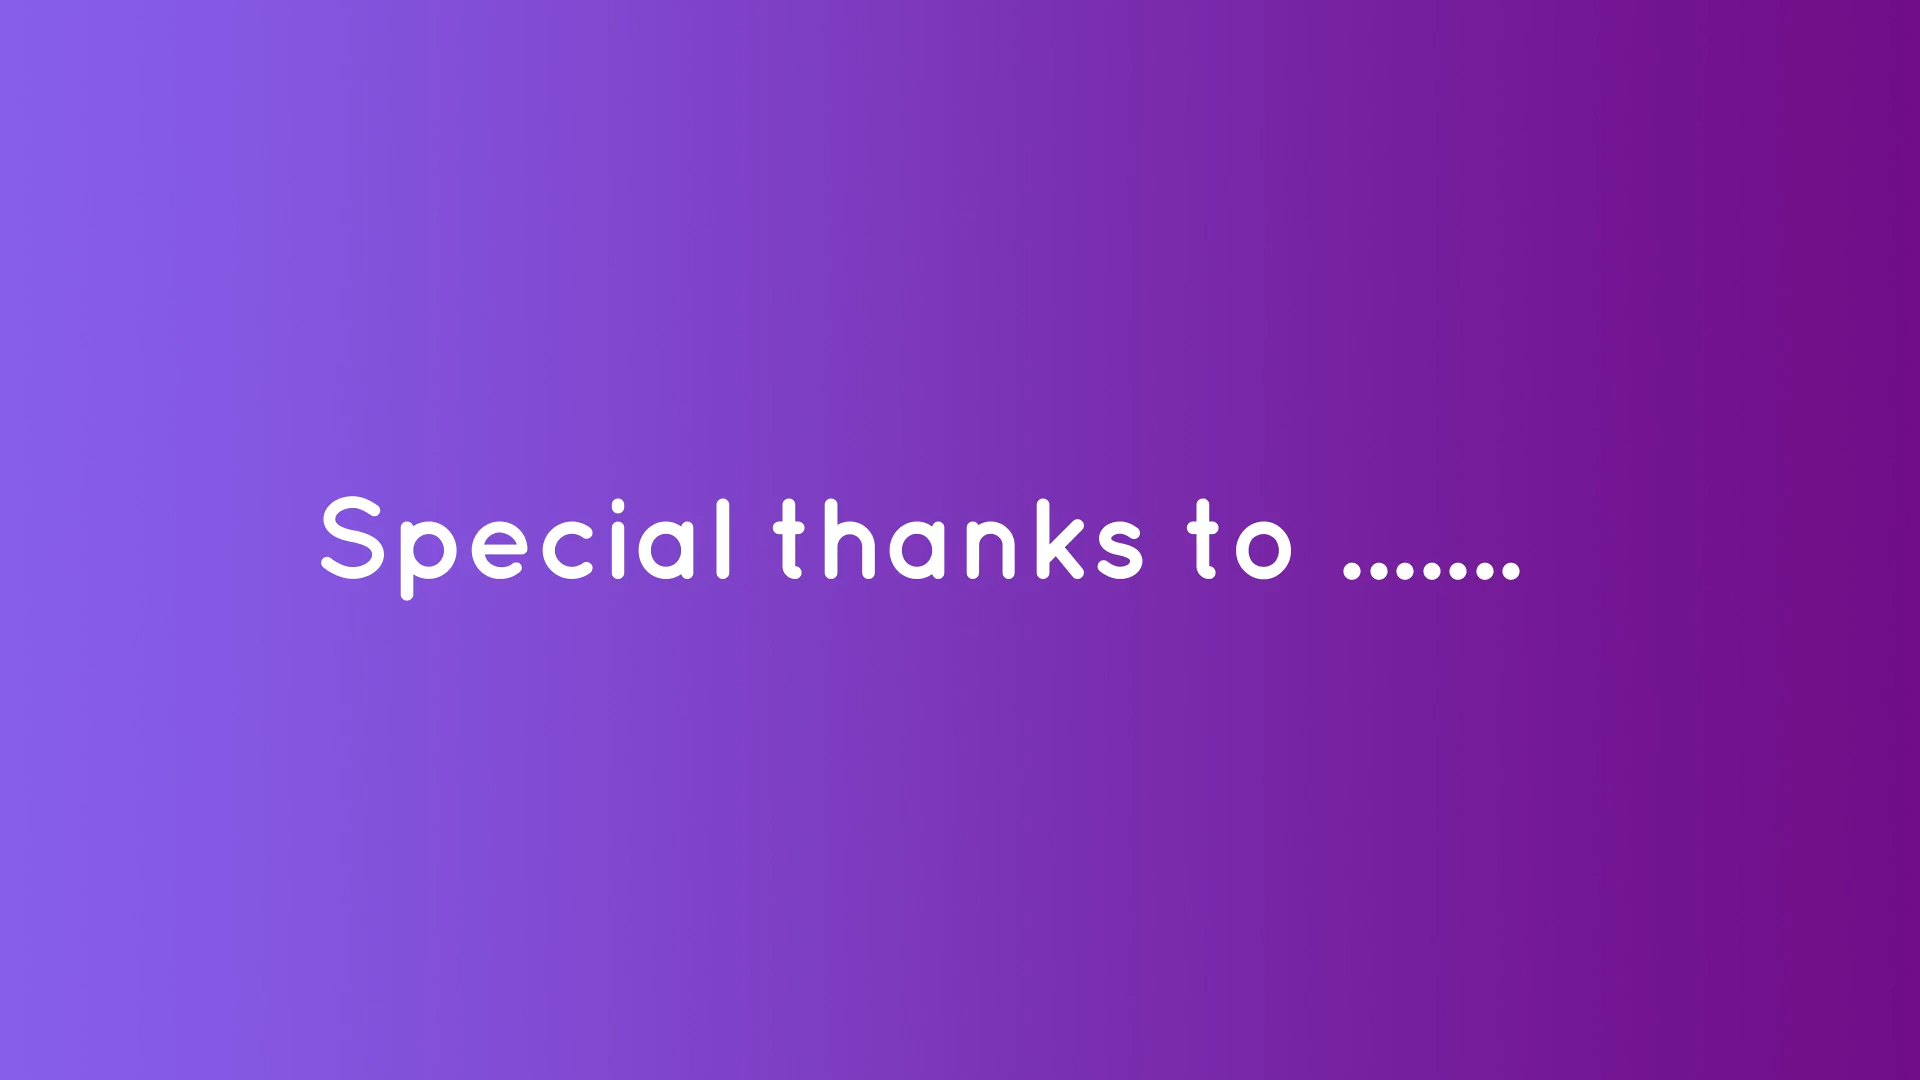 Special thanks to .......